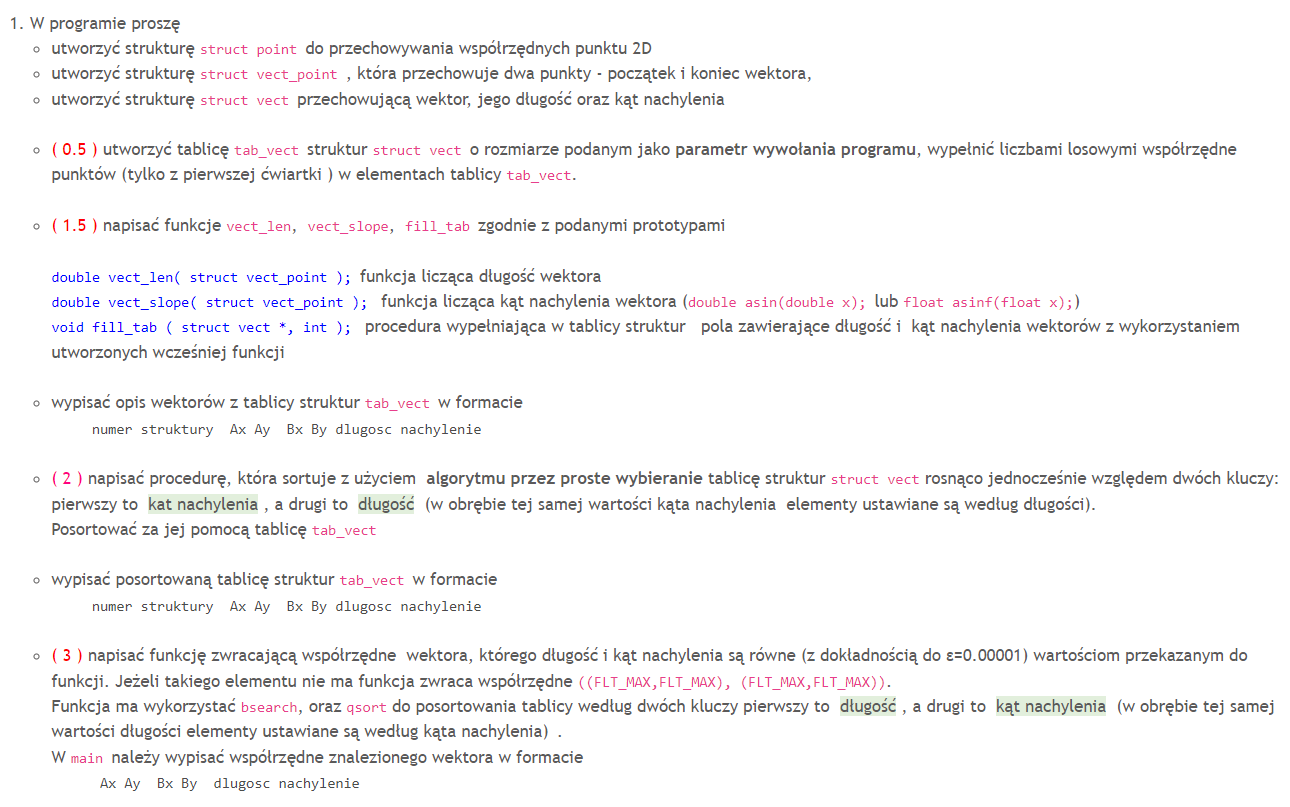 1. W programie proszę
○ utworzyć strukturę struct point do przechowywania współrzędnych punktu 2D
○ utworzyć strukturę struct vect_point , która przechowuje dwa punkty - początek i koniec wektora,
○ utworzyć strukturę struct vect przechowującą wektor, jego długość oraz kąt nachylenia
○ ( 0.5 ) utworzyć tablicę tab_vect struktur struct vect o rozmiarze podanym jako parametr wywołania programu, wypełnić liczbami losowymi współrzędne
punktów (tylko z pierwszej ćwiartki ) w elementach tablicy tab_vect.
○ ( 1.5 ) napisać funkcje vect_len, vect_slope, fill_tab zgodnie z podanymi prototypami
double vect_len( struct vect_point ); funkcja licząca długość wektora
double vect_slope( struct vect_point ); funkcja licząca kąt nachylenia wektora (double asin(double x); lub float asinf(float x);)
void fill_tab ( struct vect *, int ); procedura wypełniająca w tablicy struktur pola zawierające długość i kąt nachylenia wektorów z wykorzystaniem
utworzonych wcześniej funkcji
○ wypisać opis wektorów z tablicy struktur tab_vect w formacie
numer struktury Ax Ay Bx By dlugosc nachylenie
○ ( 2 ) napisać procedurę, która sortuje z użyciem algorytmu przez proste wybieranie tablicę struktur struct vect rosnąco jednocześnie względem dwóch kluczy:
pierwszy to kat nachylenia , a drugi to długość (w obrębie tej samej wartości kąta nachylenia elementy ustawiane są według długości).
Posortować za jej pomocą tablicę tab_vect
○ wypisać posortowaną tablicę struktur tab_vect w formacie
numer struktury Ax Ay Bx By dlugosc nachylenie
○ ( 3 ) napisać funkcję zwracającą współrzędne wektora, którego długość i kąt nachylenia są równe (z dokładnością do ε=0.00001) wartościom przekazanym do
funkcji. Jeżeli takiego elementu nie ma funkcja zwraca współrzędne ((FLT_MAX,FLT_MAX), (FLT_MAX,FLT_MAX)).
Funkcja ma wykorzystać bsearch, oraz qsort do posortowania tablicy według dwóch kluczy pierwszy to długość , a drugi to kąt nachylenia (w obrębie tej samej
wartości długości elementy ustawiane są według kąta nachylenia) .
W main należy wypisać współrzędne znalezionego wektora w formacie
Ax Ay Bx By dlugosc nachylenie